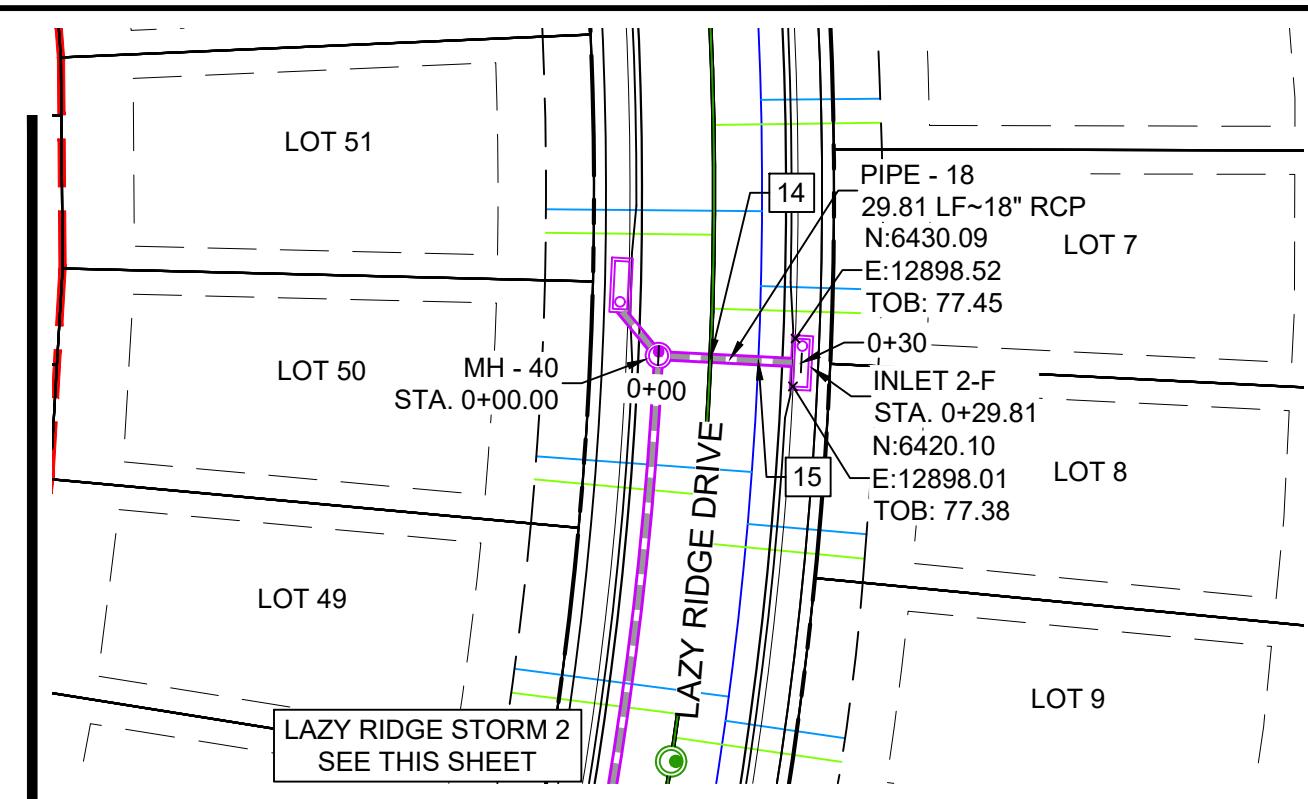 LOT 51
14
PIPE - 18
29.81 LF~18" RCP
N:6430.09
E:12898.52
TOB: 77.45
LOT 7
LOT 50
MH - 40
STA. 0+00.00
0+00
0+30
INLET 2-F
STA. 0+29.81
N:6420.10
E:12898.01
TOB: 77.38
LOT 8
15
LAZY RIDGE DRIVE
LOT 49
LOT 9
LAZY RIDGE STORM 2
SEE THIS SHEET